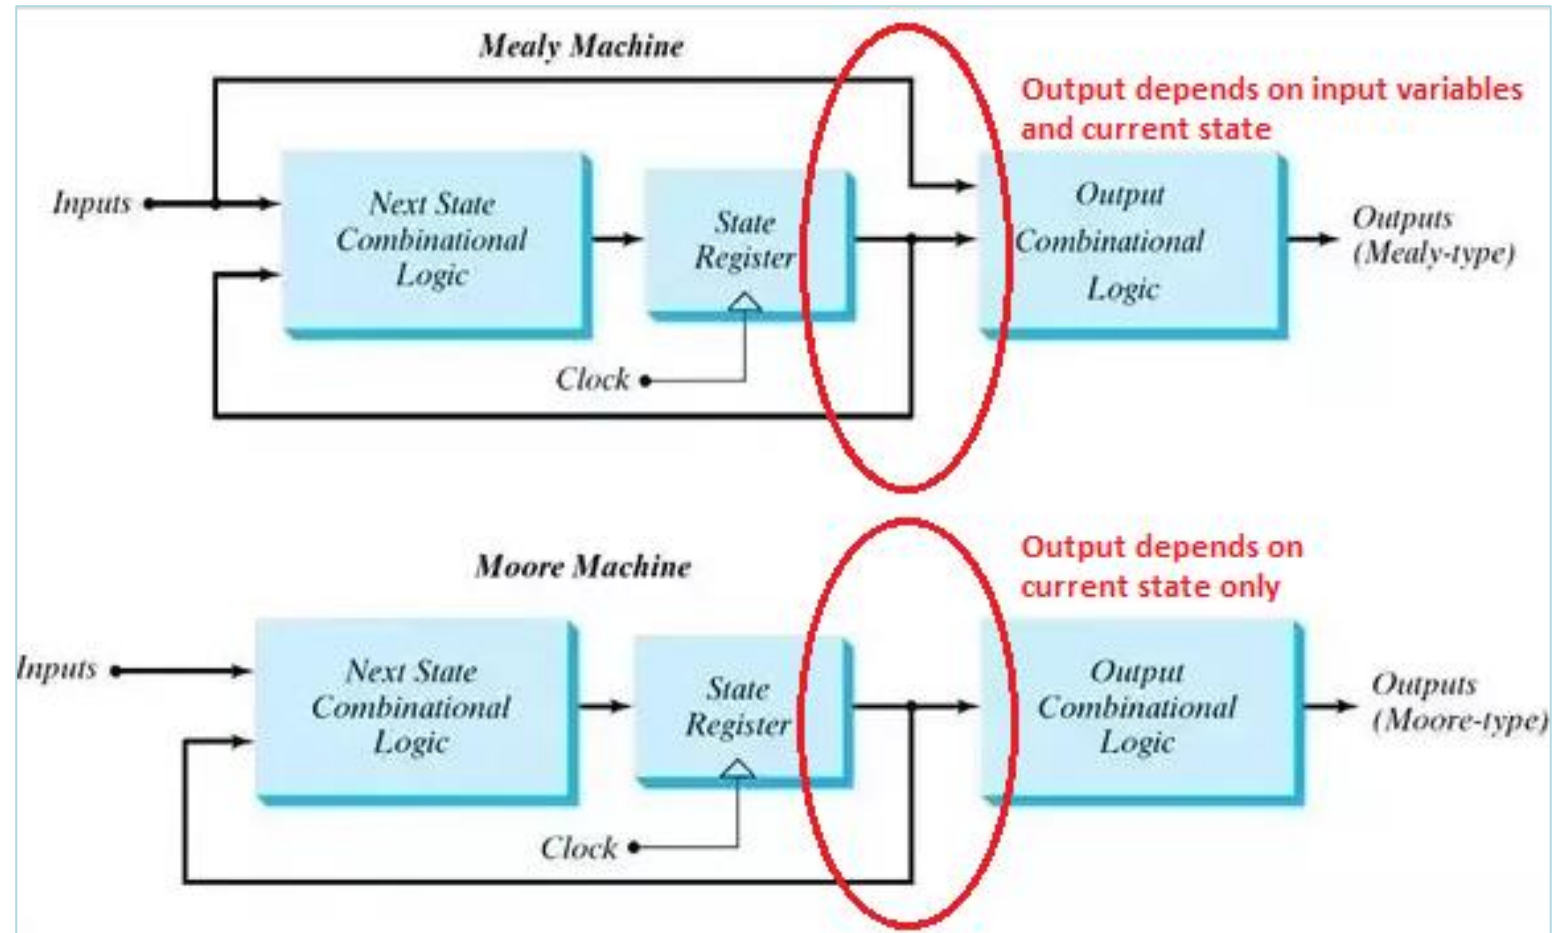 Mealy Machine
Output depends on input variables
and current state
Inputs
Next State
Combinational
Logic
State
Register
Clock
Output
Combinational
Logic
Outputs
(Mealy-type)
Moore Machine
Output depends on
current state only
Inputs
Next State
Combinational
Logic
State
Register
Clock
Output
Combinational
Logic
Outputs
(Moore-type)